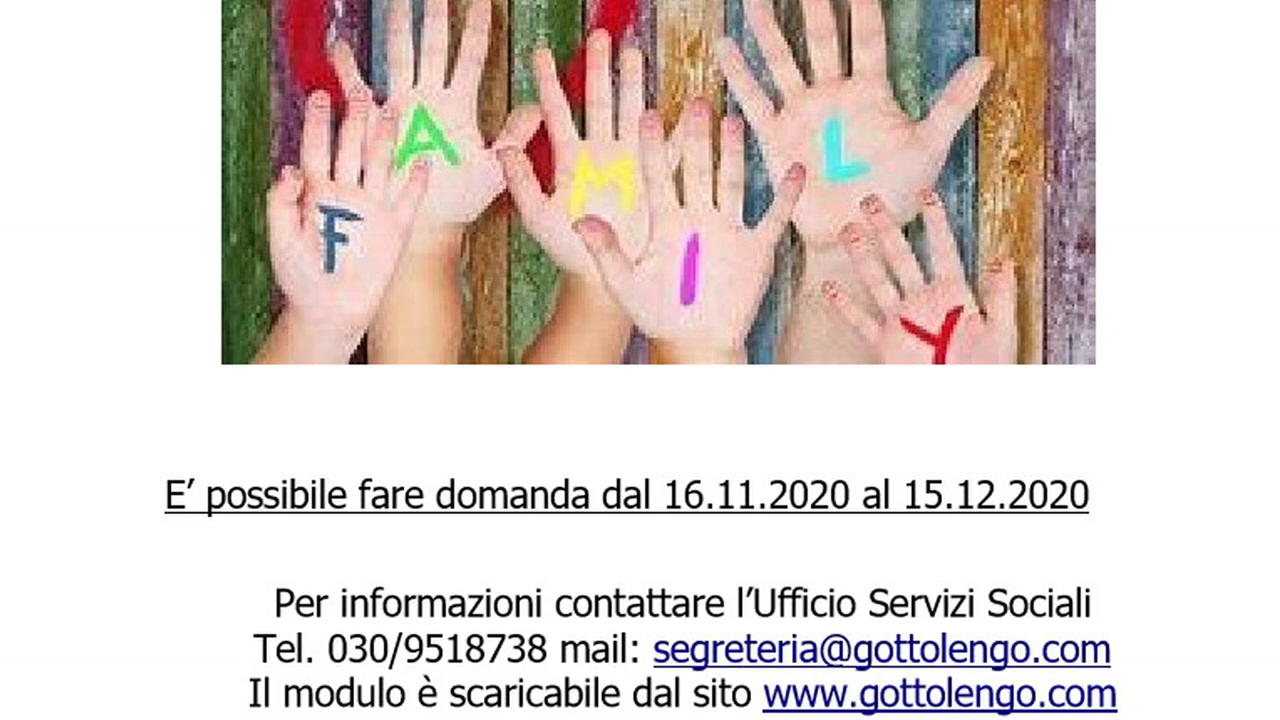 F A M I L Y
E’ possibile fare domanda dal 16.11.2020 al 15.12.2020
Per informazioni contattare l’Ufficio Servizi Sociali
Tel. 030/9518738 mail: segreteria@gottolengo.com
Il modulo è scaricabile dal sito www.gottolengo.com